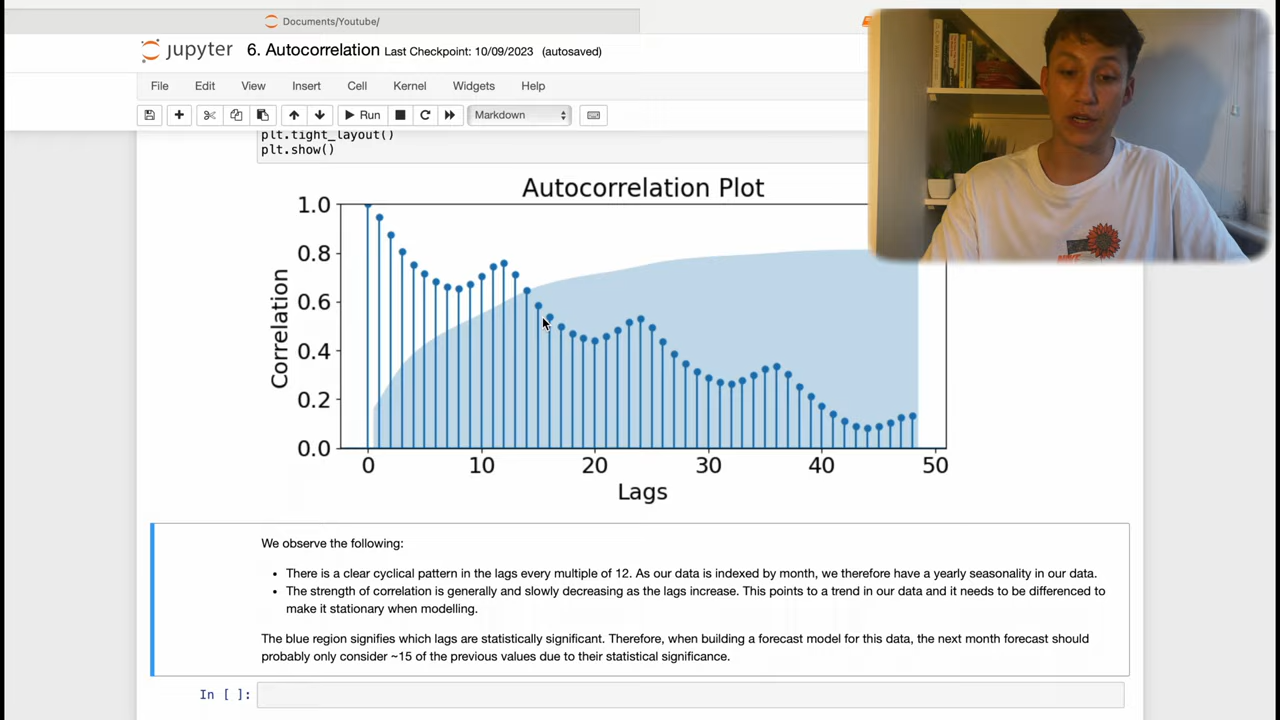 Documents/Youtube/
jupyter 6. Autocorrelation Last Checkpoint: 10/09/2023 (autosaved)
File Edit View Insert Cell Kernel Widgets Help
Run Markdown
plt.tight_layout()
plt.show()
Autocorrelation Plot
1.0
0.8
0.6
0.4
0.2
0.0
Correlation
0 10 20 30 40 50
Lags
We observe the following:
• There is a clear cyclical pattern in the lags every multiple of 12. As our data is indexed by month, we therefore have a yearly seasonality in our data.
• The strength of correlation is generally and slowly decreasing as the lags increase. This points to a trend in our data and it needs to be differenced to
make it stationary when modelling.
The blue region signifies which lags are statistically significant. Therefore, when building a forecast model for this data, the next month forecast should
probably only consider ~15 of the previous values due to their statistical significance.
In [ ]: